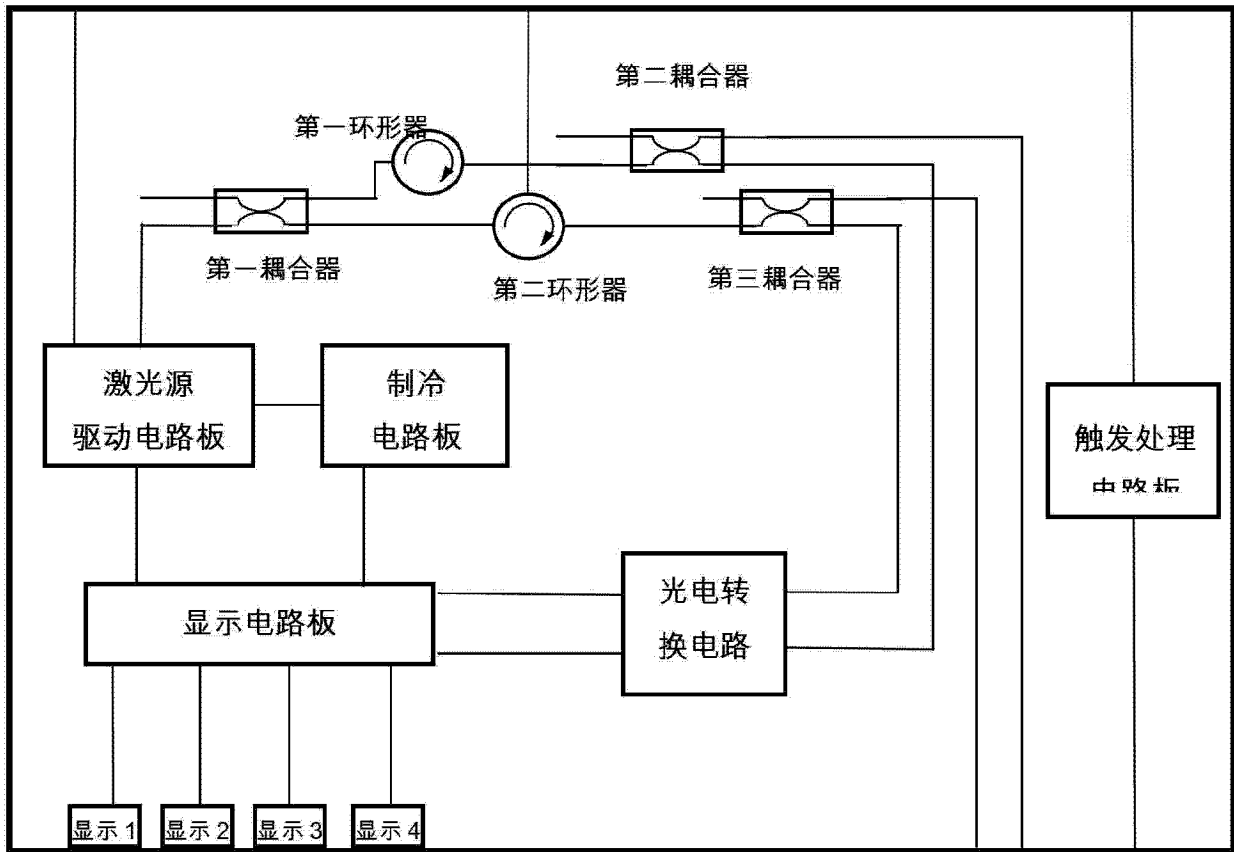 第二耦合器
第一环形器
第一耦合器
第二环形器
第三耦合器
激光源
驱动电路板
制冷
电路板
触发处理
电路板
光电转
换电路
显示电路板
显示1
显示2
显示3
显示4